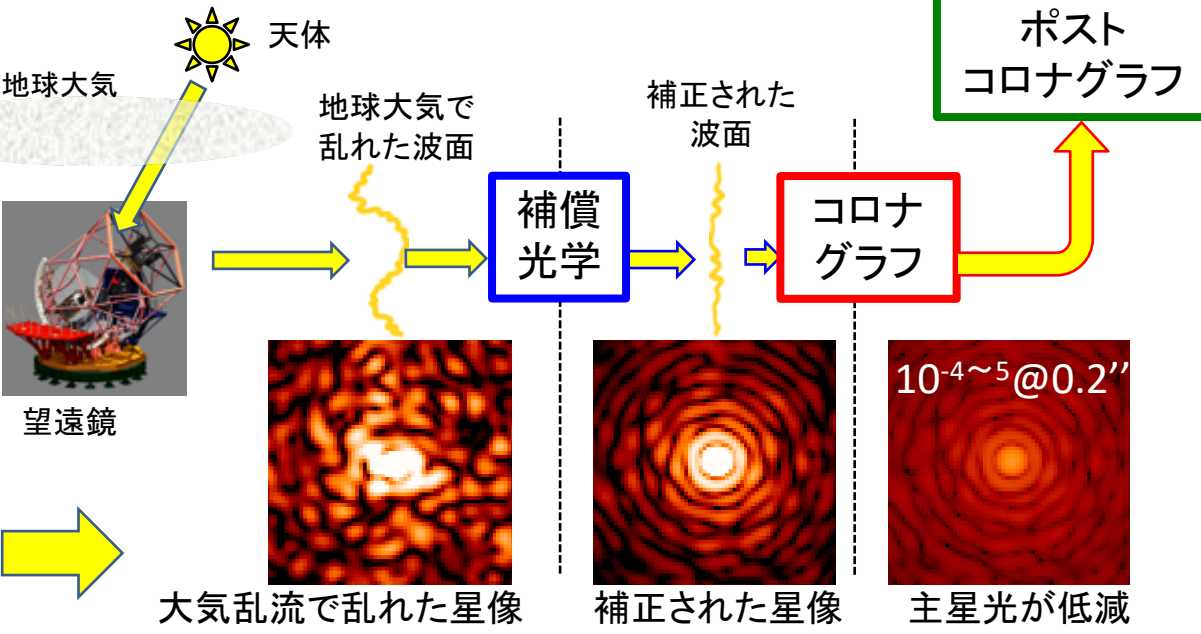 天体
地球大気
地球大気で
乱れた波面
補正された
波面
ポスト
コロナグラフ
補償
光学
コロナ
グラフ
望遠鏡
10-4～5@0.2’’
大気乱流で乱れた星像
補正された星像
主星光が低減